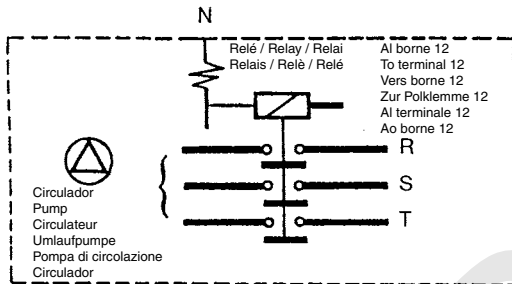 N
Relé / Relay / Relai
Relais / Relè / Relé
Al borne 12
To terminal 12
Vers borne 12
Zur Polklemme 12
Al terminale 12
Ao borne 12
R
S
T
Circulador
Pump
Circulateur
Umlaufpumpe
Pompa di circolazione
Circulador